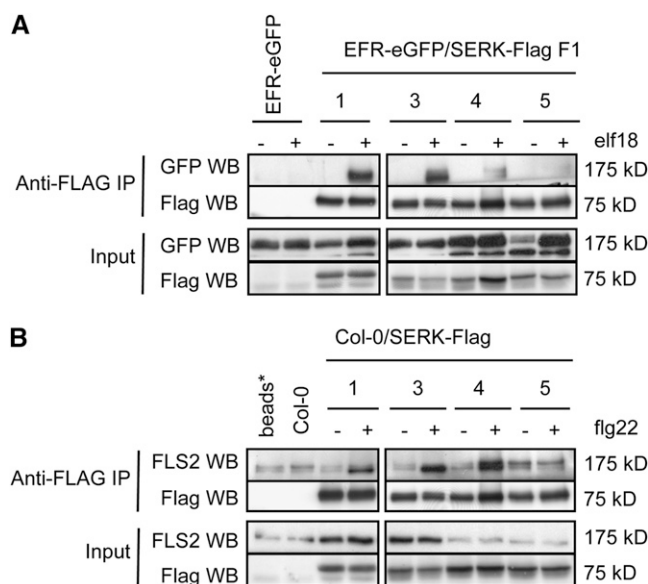 A
EFR-eGFP
EFR-eGFP/SERK-Flag F1
1 3 4 5
- + - + - + - + - + elf18
Anti-FLAG IP
GFP WB 175 kD
Flag WB 75 kD
Input
GFP WB 175 kD
Flag WB 75 kD
B
Col-0/SERK-Flag
beads* Col-0 1 3 4 5
- + - + - + - + flg22
Anti-FLAG IP
FLS2 WB 175 kD
Flag WB 75 kD
Input
FLS2 WB 175 kD
Flag WB 75 kD